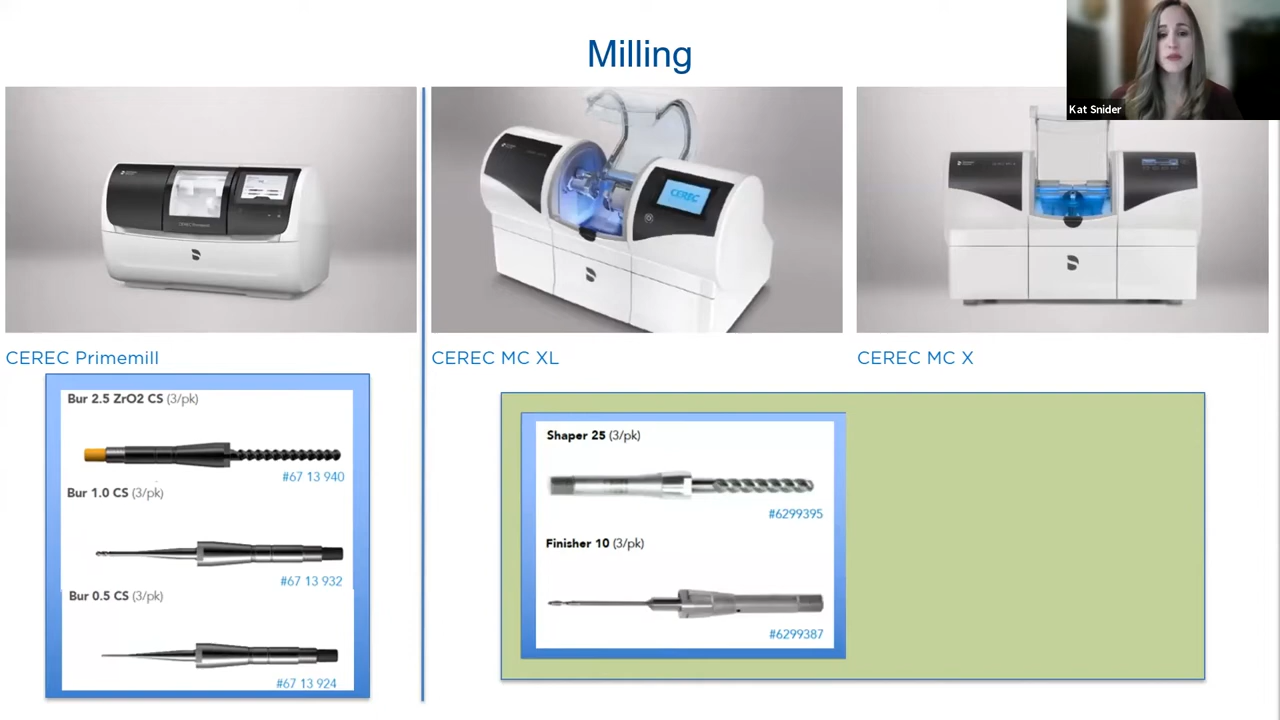 Milling
Kat Snider
CEREC
CEREC Primemill
CEREC MC XL
CEREC MC X
Bur 2.5 ZrO2 CS (3/pk)
#67 13 940
Bur 1.0 CS (3/pk)
#67 13 932
Bur 0.5 CS (3/pk)
#67 13 924
Shaper 25 (3/pk)
#6299395
Finisher 10 (3/pk)
#6299387